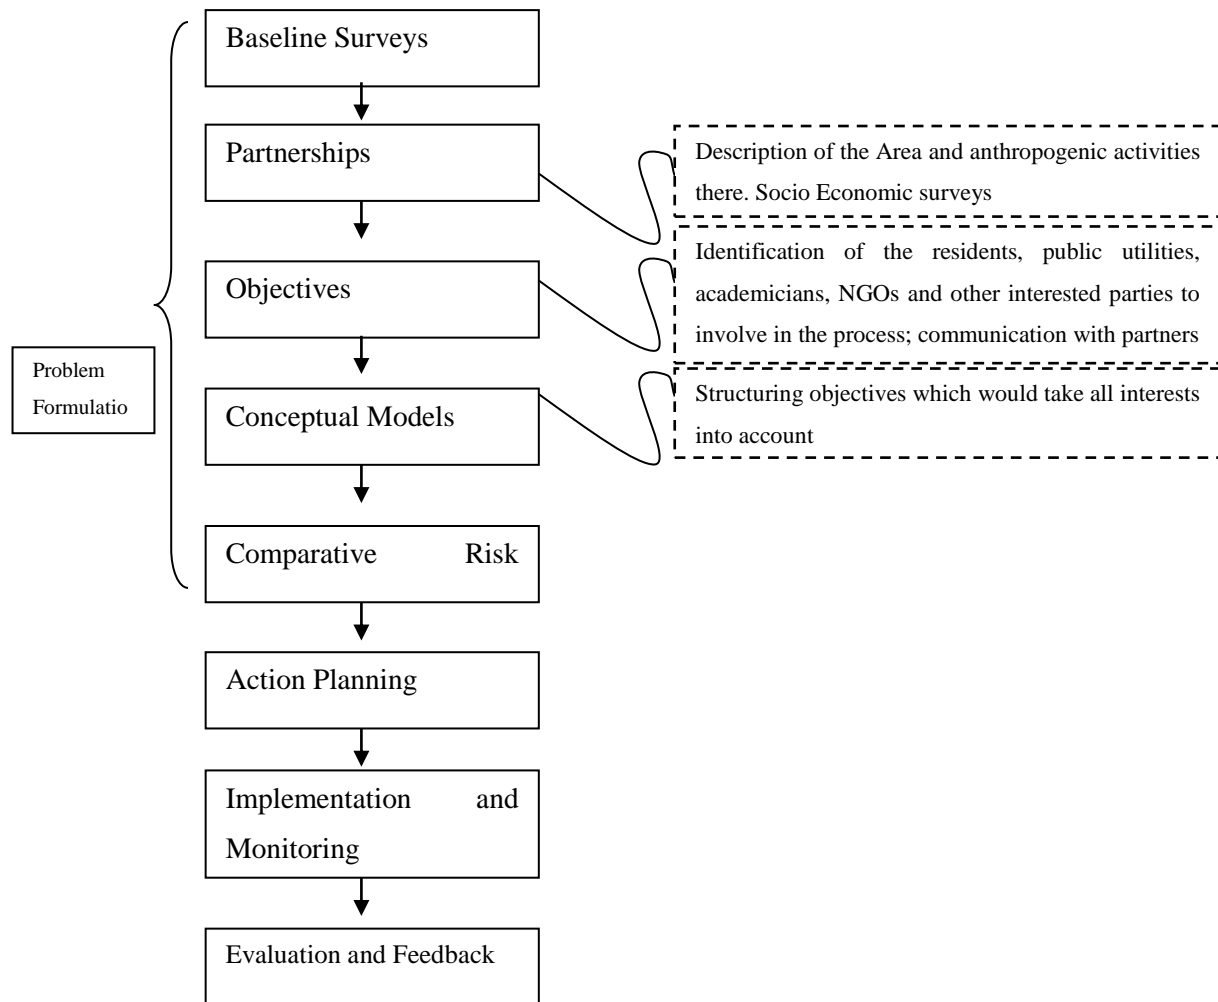 Baseline Surveys
Partnerships
Description of the Area and anthropogenic activities
there. Socio Economic surveys
Identification of the residents, public utilities,
academicians, NGOs and other interested parties to
involve in the process; communication with partners
Objectives
Problem
Formulatio
Conceptual Models
Structuring objectives which would take all interests
into account
Comparative Risk
Action Planning
Implementation and
Monitoring
Evaluation and Feedback